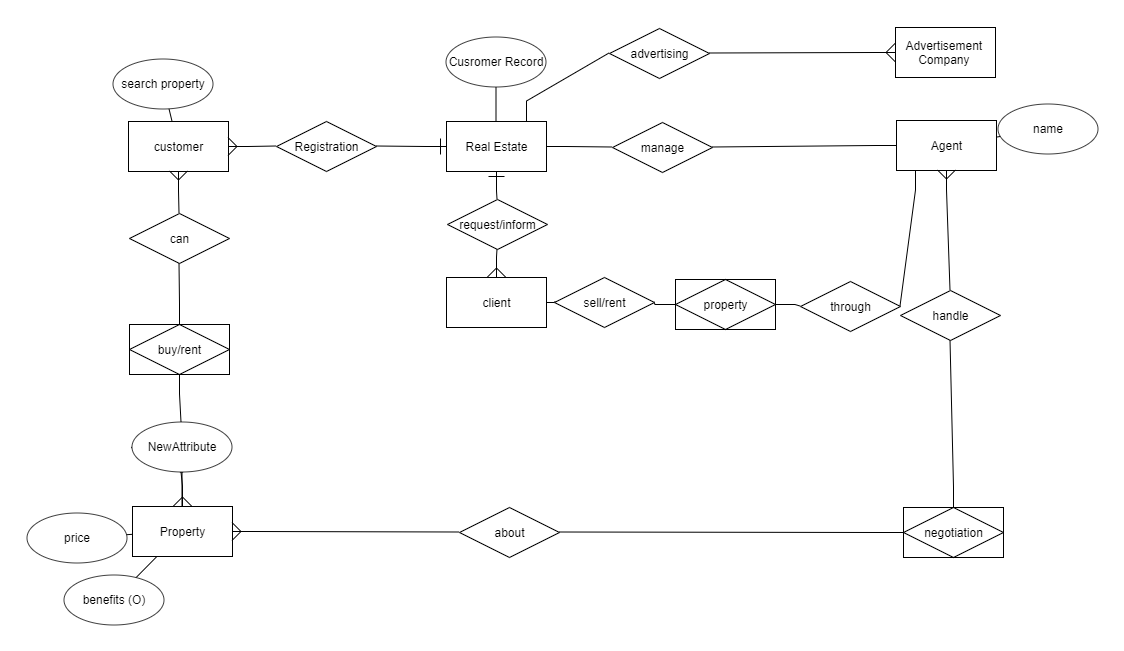 advertising
Advertisement
Company
Cusromer Record
search property
name
customer
Registration
Real Estate
manage
Agent
request/inform
can
client
sell/rent
property
through
handle
buy/rent
NewAttribute
price
Property
about
negotiation
benefits (O)